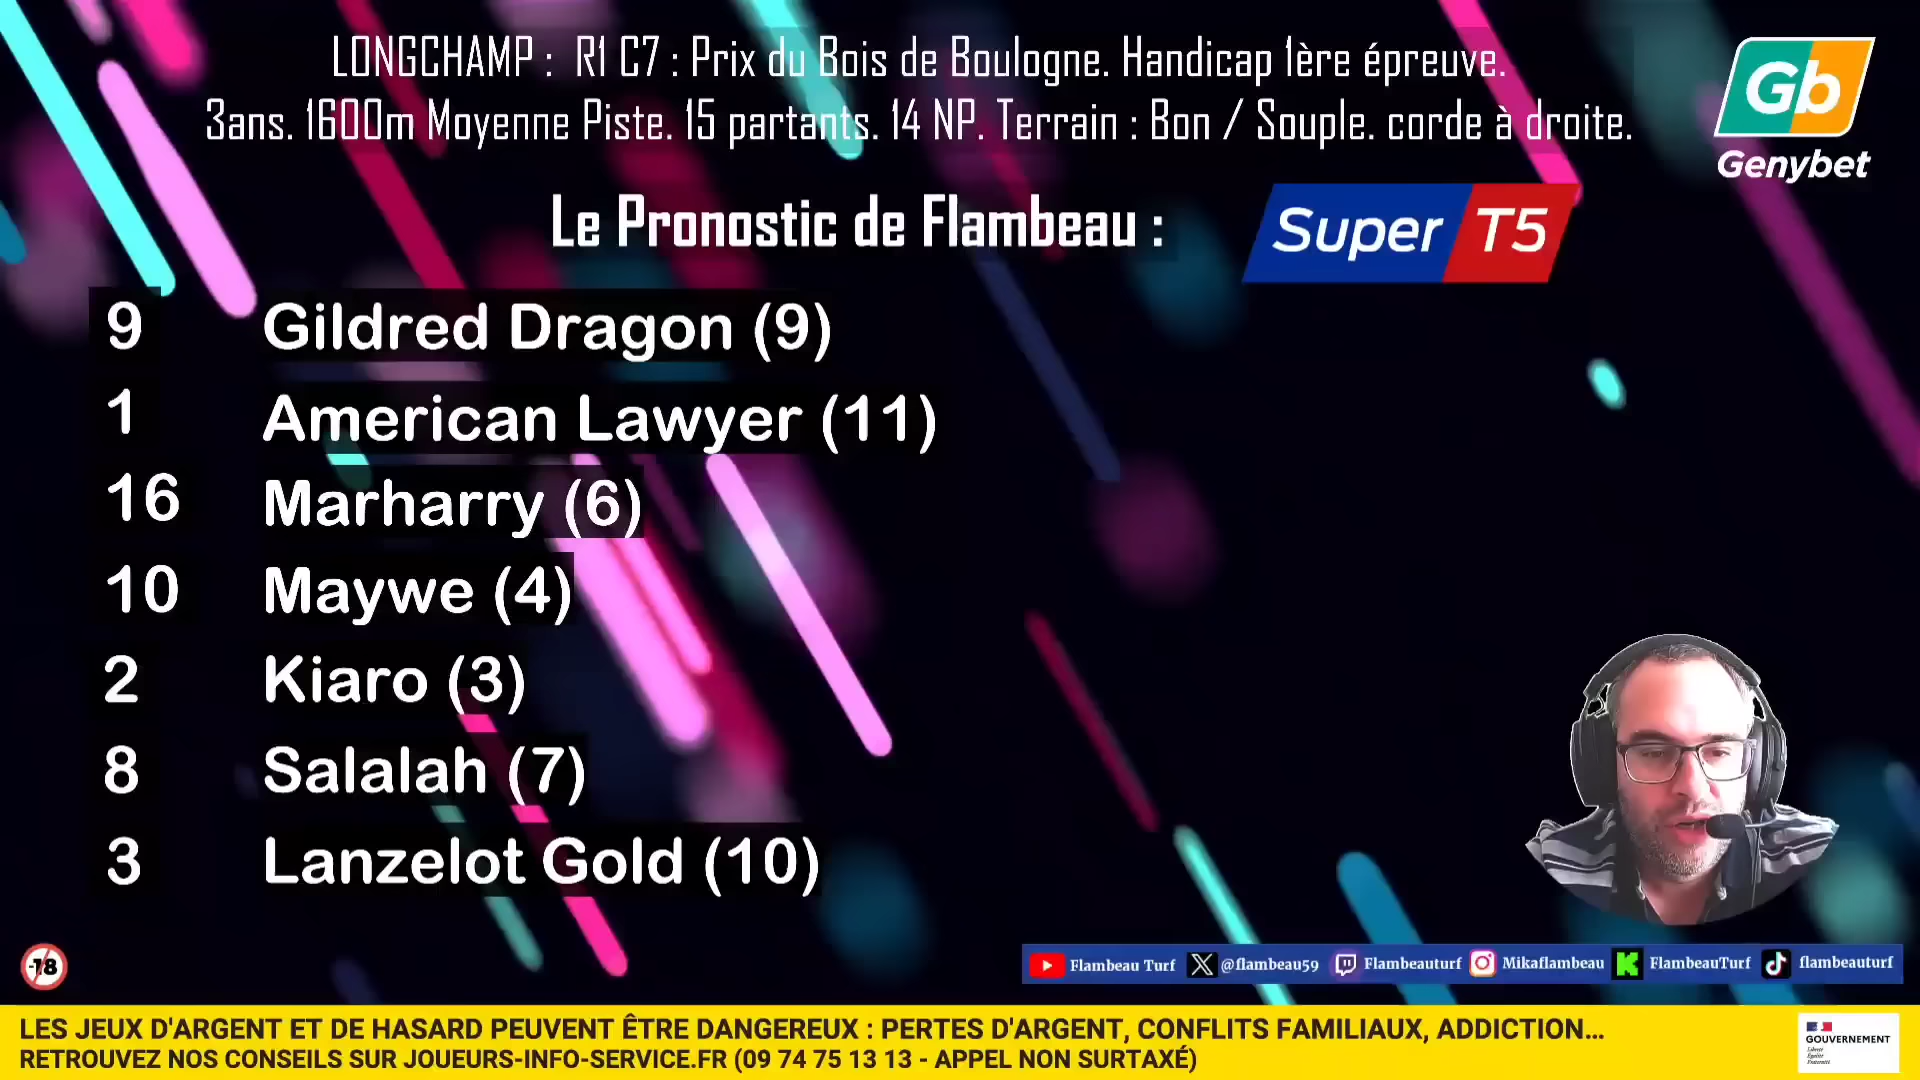 LONGCHAMP : R1 C7 : Prix du Bois de Boulogne. Handicap 1ère épreuve.
3ans. 1600m Moyenne Piste. 15 partants. 14 NP. Terrain : Bon / Souple. corde à droite.
Gb
Genybet
Le Pronostic de Flambeau :
Super T5
9 Gildred Dragon (9)
1 American Lawyer (11)
16 Marharry (6)
10 Maywe (4)
2 Kiaro (3)
8 Salalah (7)
3 Lanzelot Gold (10)
-18
Flambeau Turf @flambeau59 Flambeauturf Mikaflambeau FlambeauTurf flambeauturf
LES JEUX D'ARGENT ET DE HASARD PEUVENT ÊTRE DANGEREUX : PERTES D'ARGENT, CONFLITS FAMILIAUX, ADDICTION...
RETROUVEZ NOS CONSEILS SUR JOUEURS-INFO-SERVICE.FR (09 74 75 13 13 - APPEL NON SURTAXÉ)
GOUVERNEMENT
Liberté
Égalité
Fraternité